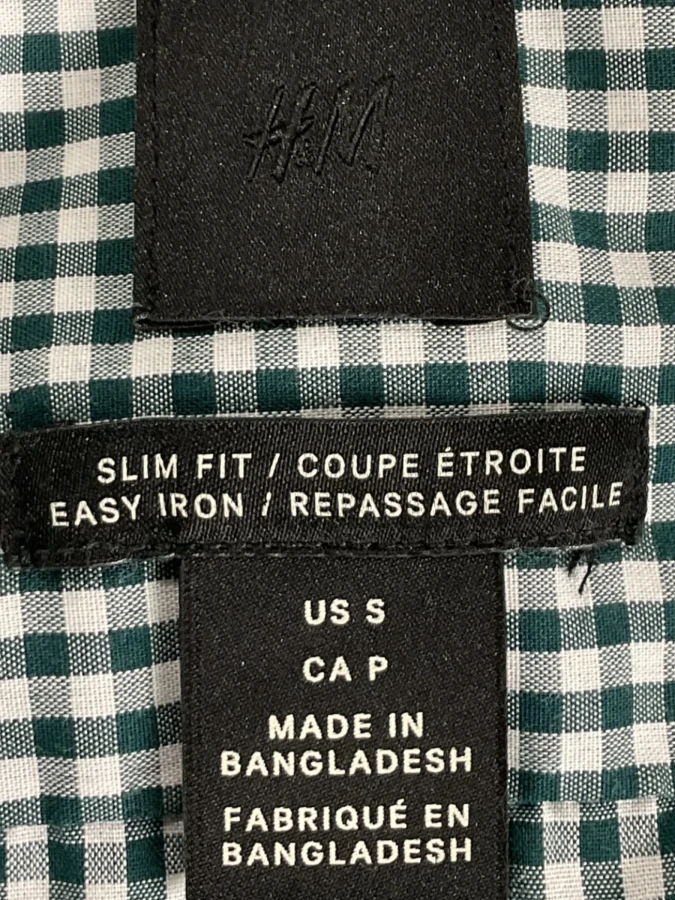 H&M
SLIM FIT / COUPE ÉTROITE
EASY IRON / REPASSAGE FACILE
US S
CA P
MADE IN
BANGLADESH
FABRIQUÉ EN
BANGLADESH